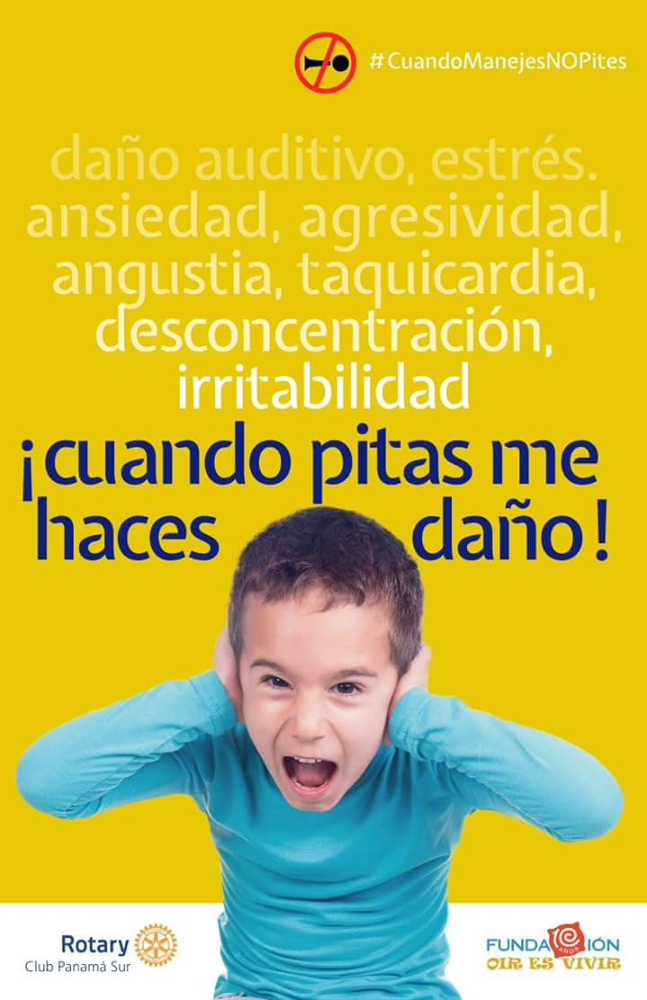 #CuandoManejesNOPites
daño auditivo, estrés.
ansiedad, agresividad,
angustia, taquicardia,
desconcentración,
irritabilidad
¡cuando pitas me
haces daño!
Rotary
Club Panamá Sur
FUNDACIÓN
AÑOS
OIR ES VIVIR